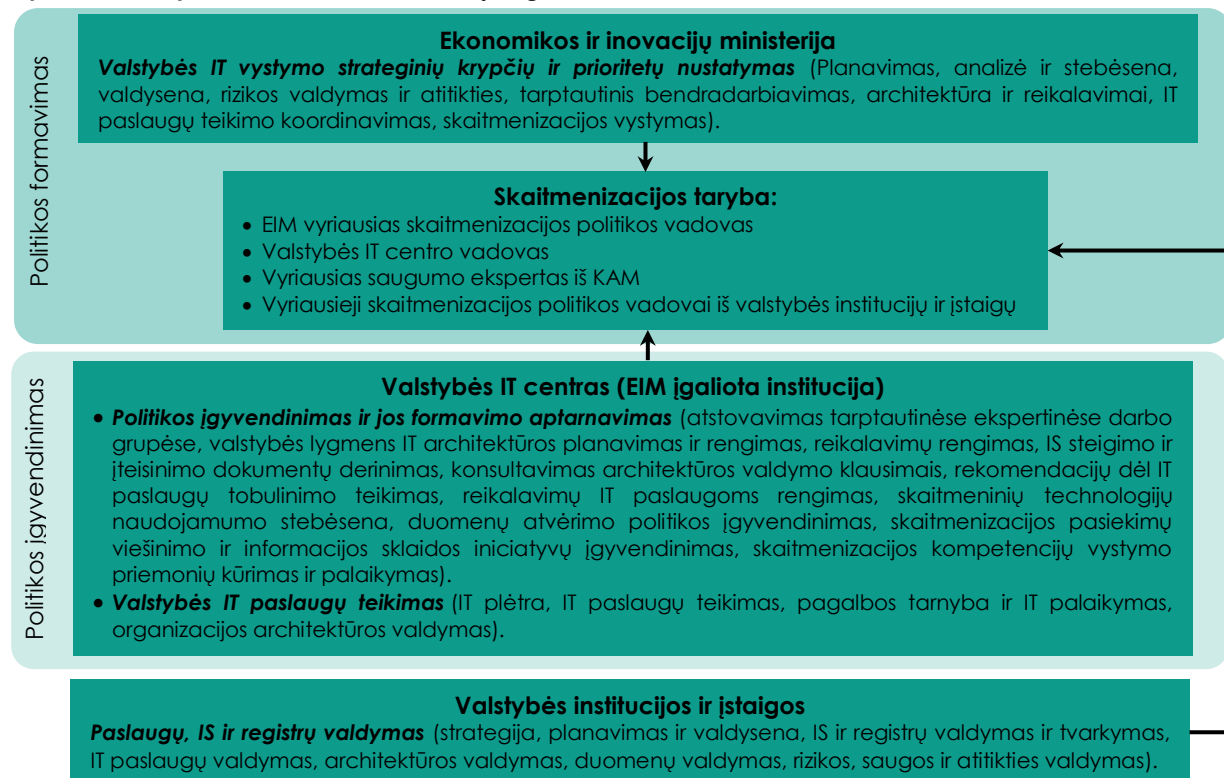 Politikos formavimas
Ekonomikos ir inovacijų ministerija
Valstybės IT vystymo strateginių krypčių ir prioritetų nustatymas (Planavimas, analizė ir stebėsena,
valdysena, rizikos valdymas ir atitikties, tarptautinis bendradarbiavimas, architektūra ir reikalavimai, IT
paslaugų teikimo koordinavimas, skaitmenizacijos vystymas).
Skaitmenizacijos taryba:
• EIM vyriausias skaitmenizacijos politikos vadovas
• Valstybės IT centro vadovas
• Vyriausias saugumo ekspertas iš KAM
• Vyriausieji skaitmenizacijos politikos vadovai iš valstybės institucijų ir įstaigų
Politikos įgyvendinimas
Valstybės IT centras (EIM įgaliota institucija)
• Politikos įgyvendinimas ir jos formavimo aptarnavimas (atstovavimas tarptautinėse ekspertinėse darbo
grupėse, valstybės lygmens IT architektūros planavimas ir rengimas, reikalavimų rengimas, IS steigimo ir
įteisinimo dokumentų derinimas, konsultavimas architektūros valdymo klausimais, rekomendacijų dėl IT
paslaugų tobulinimo teikimas, reikalavimų IT paslaugoms rengimas, skaitmeninių technologijų
naudojamumo stebėsena, duomenų atvėrimo politikos įgyvendinimas, skaitmenizacijos pasiekimų
viešinimo ir informacijos sklaidos iniciatyvų įgyvendinimas, skaitmenizacijos kompetencijų vystymo
priemonių kūrimas ir palaikymas).
• Valstybės IT paslaugų teikimas (IT plėtra, IT paslaugų teikimas, pagalbos tarnyba ir IT palaikymas,
organizacijos architektūros valdymas).
Valstybės institucijos ir įstaigos
Paslaugų, IS ir registrų valdymas (strategija, planavimas ir valdysena, IS ir registrų valdymas ir tvarkymas,
IT paslaugų valdymas, architektūros valdymas, duomenų valdymas, rizikos, saugos ir atitikties valdymas).